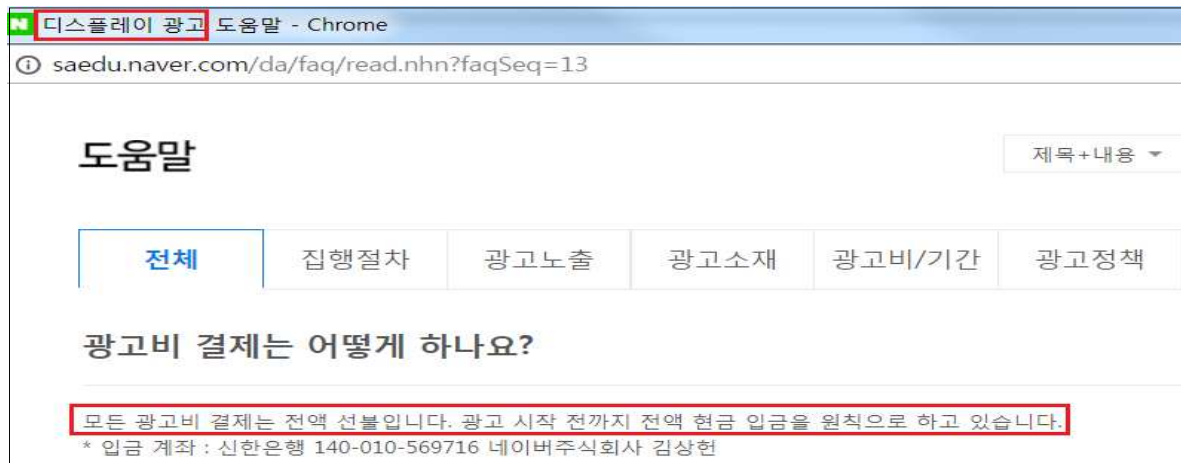 N 디스플레이 광고 도움말 - Chrome
saedu.naver.com/da/faq/read.nhn?faqSeq=13
도움말
제목+내용
전체 집행절차 광고노출 광고소재 광고비/기간 광고정책
광고비 결제는 어떻게 하나요?
모든 광고비 결제는 전액 선불입니다. 광고 시작 전까지 전액 현금 입금을 원칙으로 하고 있습니다.
* 입금 계좌 : 신한은행 140-010-569716 네이버주식회사 김상헌